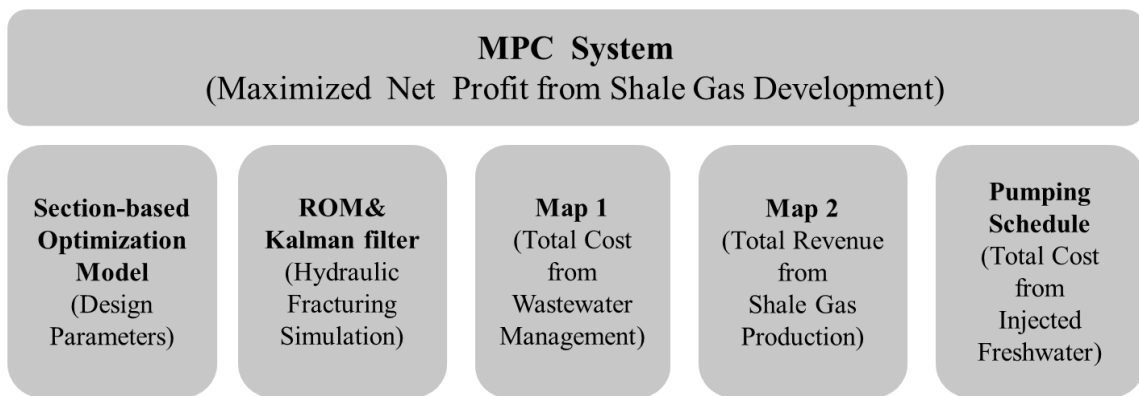 MPC System
(Maximized Net Profit from Shale Gas Development)
Section-based
Optimization
Model
(Design
Parameters)
ROM&
Kalman filter
(Hydraulic
Fracturing
Simulation)
Map 1
(Total Cost
from
Wastewater
Management)
Map 2
(Total Revenue
from
Shale Gas
Production)
Pumping
Schedule
(Total Cost
from
Injected
Freshwater)